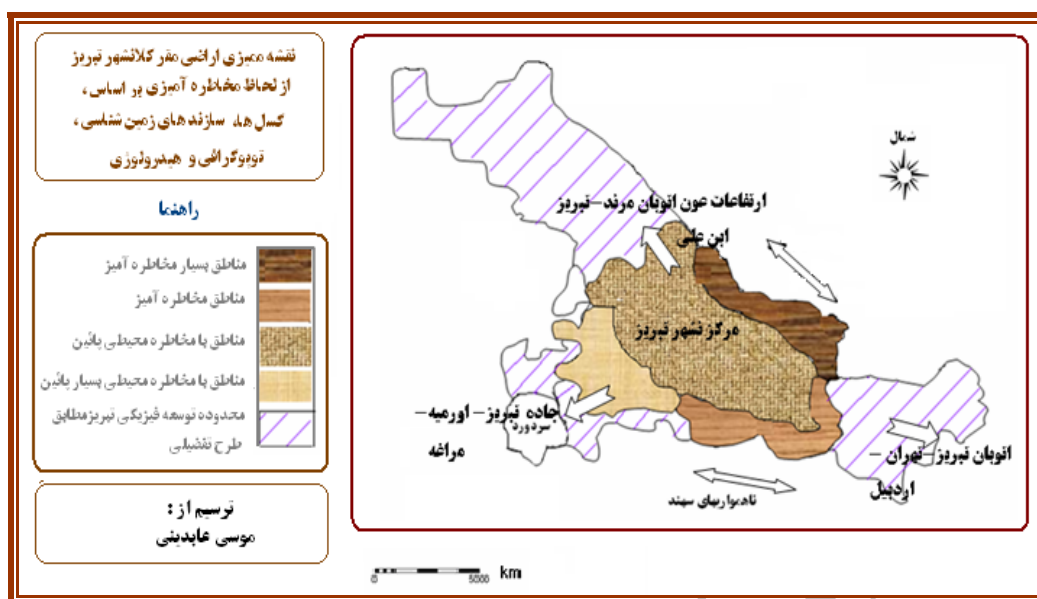 نقشه ممیزی اراضی مقر کلانشهر تبریز
از لحاظ مخاطره آمیزی بر اساس،
گسل ها، سازندهای زمین شناسی،
توپوگرافی و هیدرولوژی
راهنما
مناطق بسیار مخاطره آمیز
مناطق مخاطره آمیز
مناطق با مخاطره محیطی پائین
مناطق با مخاطره محیطی بسیار پائین
محدوده توسعه فیزیکی تبریز مطابق
طرح تفضیلی
ترسیم از :
موسی عابدینی
شمال
ارتفاعات عون اتوبان مرند-تبریز
ابن علی
مرکز شهر تبریز
جاده تبریز- اورمیه-
سردورد
مراغه
اتوبان تبریز-تهران -
اردبیل
ناهمواریهای سهند
0 5000 km